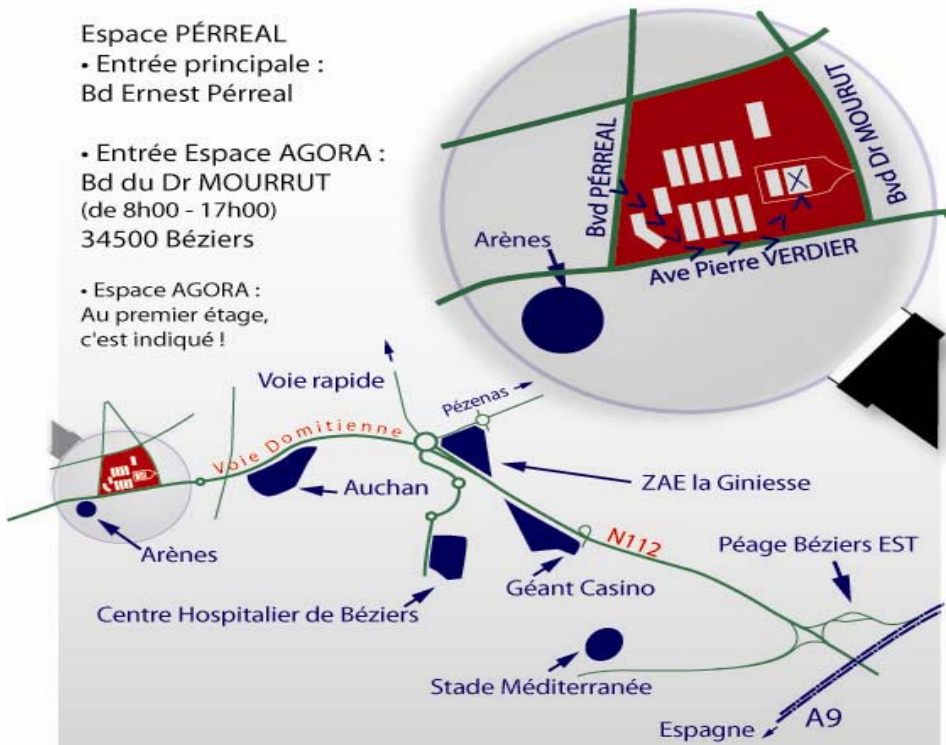 Espace PÉRREAL
• Entrée principale :
Bd Ernest Pérreal
• Entrée Espace AGORA :
Bd du Dr MOURRUT
(de 8h00 - 17h00)
34500 Béziers
• Espace AGORA :
Au premier étage,
c'est indiqué !
Bvd PÉRREAL
Bvd Dr MOURUT
Arènes
Ave Pierre VERDIER
Voie rapide
Pézenas
Voie Domitienne
Auchan
ZAE la Giniesse
Arènes
N112
Péage Béziers EST
Géant Casino
Centre Hospitalier de Béziers
Stade Méditerranée
A9
Espagne